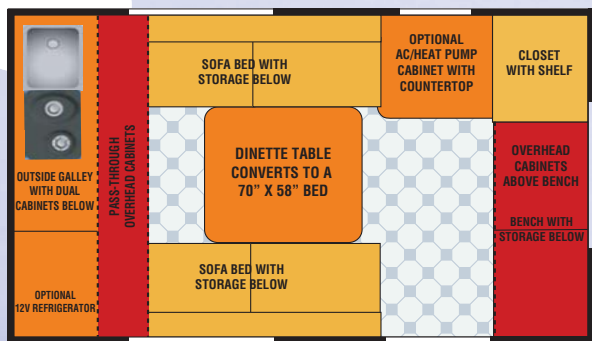 OUTSIDE GALLEY
WITH DUAL
CABINETS BELOW
OPTIONAL
12V REFRIGERATOR
PASS-THROUGH
OVERHEAD CABINETS
SOFA BED WITH
STORAGE BELOW
DINETTE TABLE
CONVERTS TO A
70” X 58” BED
SOFA BED WITH
STORAGE BELOW
OPTIONAL
AC/HEAT PUMP
CABINET WITH
COUNTERTOP
CLOSET
WITH SHELF
OVERHEAD
CABINETS
ABOVE BENCH
BENCH WITH
STORAGE BELOW